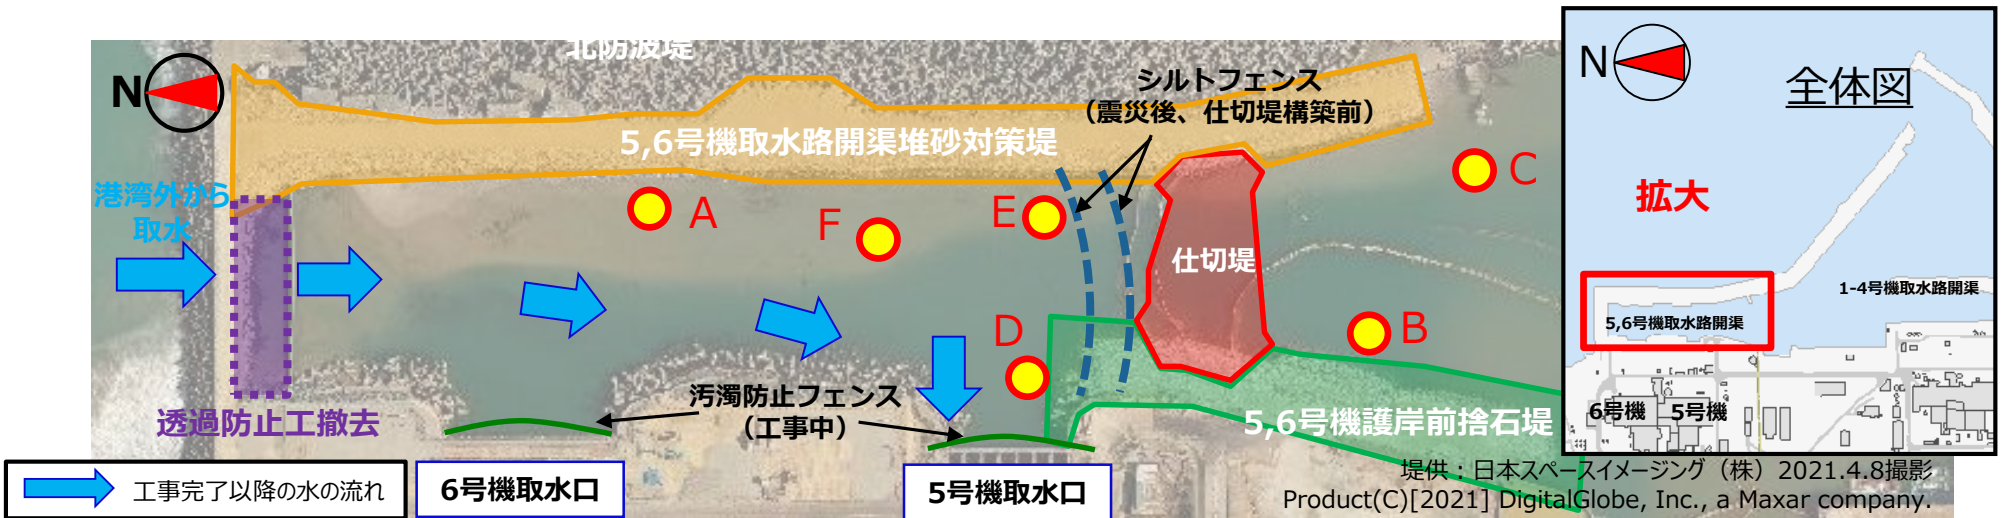 北防波堤
N
シルトフェンス
（震災後、仕切堤構築前）
5,6号機取水路開渠堆砂対策堤
港湾外から
取水
A
F
E
C
仕切堤
D
B
汚濁防止フェンス
（工事中）
透過防止工撤去
5,6号機護岸前捨石堤
工事完了以降の水の流れ
6号機取水口
5号機取水口
N
全体図
拡大
1-4号機取水路開渠
5,6号機取水路開渠
6号機
5号機
提供：日本スペースイメージング（株）2021.4.8撮影
Product(C)[2021] DigitalGlobe, Inc., a Maxar company.